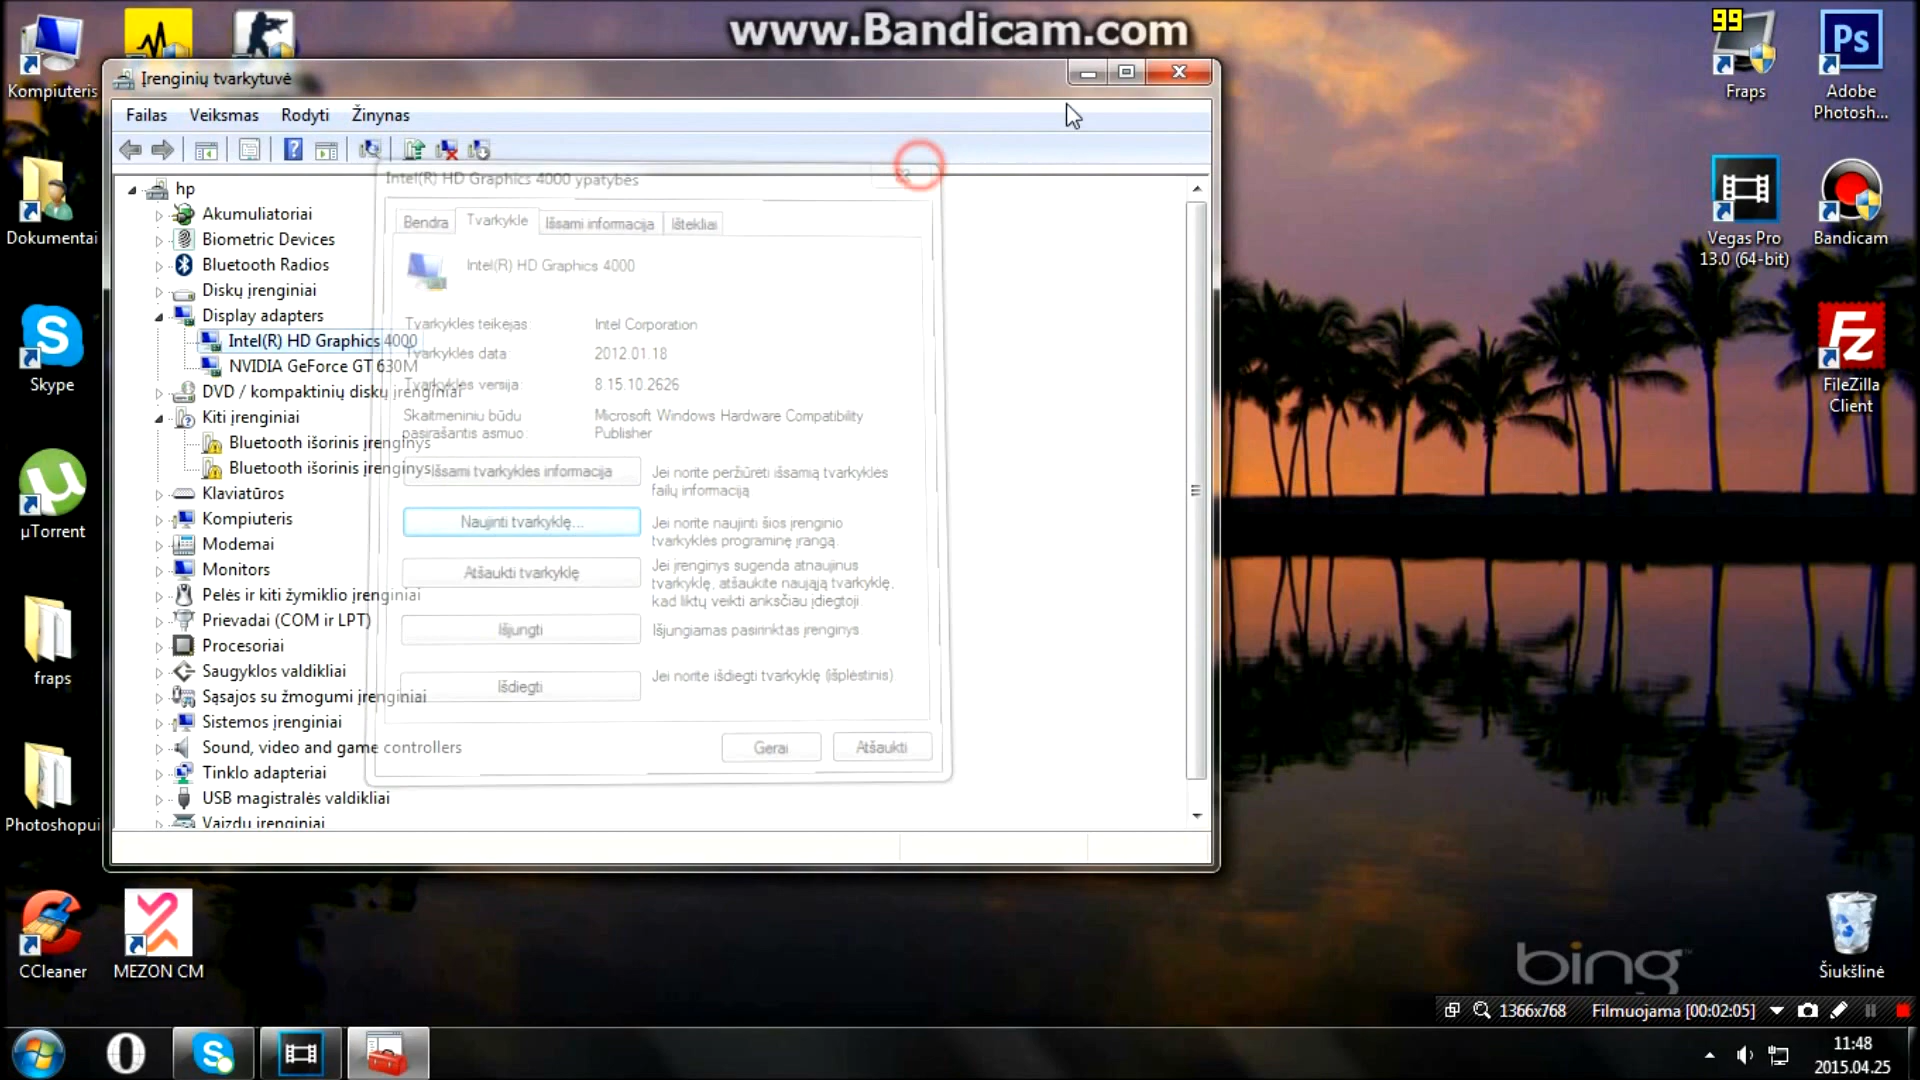 www.Bandicam.com
Kompiuteris
Dokumentai
Skype
µTorrent
fraps
Photoshopui
CCleaner
MEZON CM
Įrenginių tvarkytuvė
Failas
Veiksmas
Rodyti
Žinynas
hp
Akumuliatoriai
Biometric Devices
Bluetooth Radios
Diskų įrenginiai
Display adapters
Intel(R) HD Graphics 4000
NVIDIA GeForce GT 630M
DVD / kompaktinių diskų įrenginiai
Kiti įrenginiai
Bluetooth išorinis įrenginys
Bluetooth išorinis įrenginys
Klaviatūros
Kompiuteris
Modemai
Monitors
Pelės ir kiti žymiklio įrenginiai
Prievadai (COM ir LPT)
Procesoriai
Saugyklos valdikliai
Sąsajos su žmogumi įrenginiai
Sistemos įrenginiai
Sound, video and game controllers
Tinklo adapteriai
USB magistralės valdikliai
Vaizdų įrenginiai
Intel(R) HD Graphics 4000 ypatybės
Bendra
Tvarkyklė
Išsami informacija
Ištekliai
Intel(R) HD Graphics 4000
Tvarkyklės teikėjas:
Intel Corporation
Tvarkyklės data
2012.01.18
Tvarkyklės versija:
8.15.10.2626
Skaitmeniniu būdu
pasirašantis asmuo:
Microsoft Windows Hardware Compatibility
Publisher
Išsami tvarkyklės informacija
Jei norite peržiūrėti išsamią tvarkyklės
failų informaciją
Naujinti tvarkyklę...
Jei norite naujinti šios įrenginio
tvarkyklės programinę įrangą.
Atšaukti tvarkyklę
Jei įrenginys sugenda atnaujinus
tvarkyklę, atšaukite naująją tvarkyklę,
kad liktų veikti anksčiau įdiegtoji.
Išjungti
Išjungiamas pasirinktas įrenginys
Išdiegti
Jei norite išdiegti tvarkyklę (išplėstinis)
Gerai
Atšaukti
99
Fraps
Ps
Adobe
Photosh...
Vegas Pro
13.0 (64-bit)
Bandicam
Fz
FileZilla
Client
bing
Šiukšlinė
1366x768
Filmuojama [00:02:05]
11:48
2015.04.25